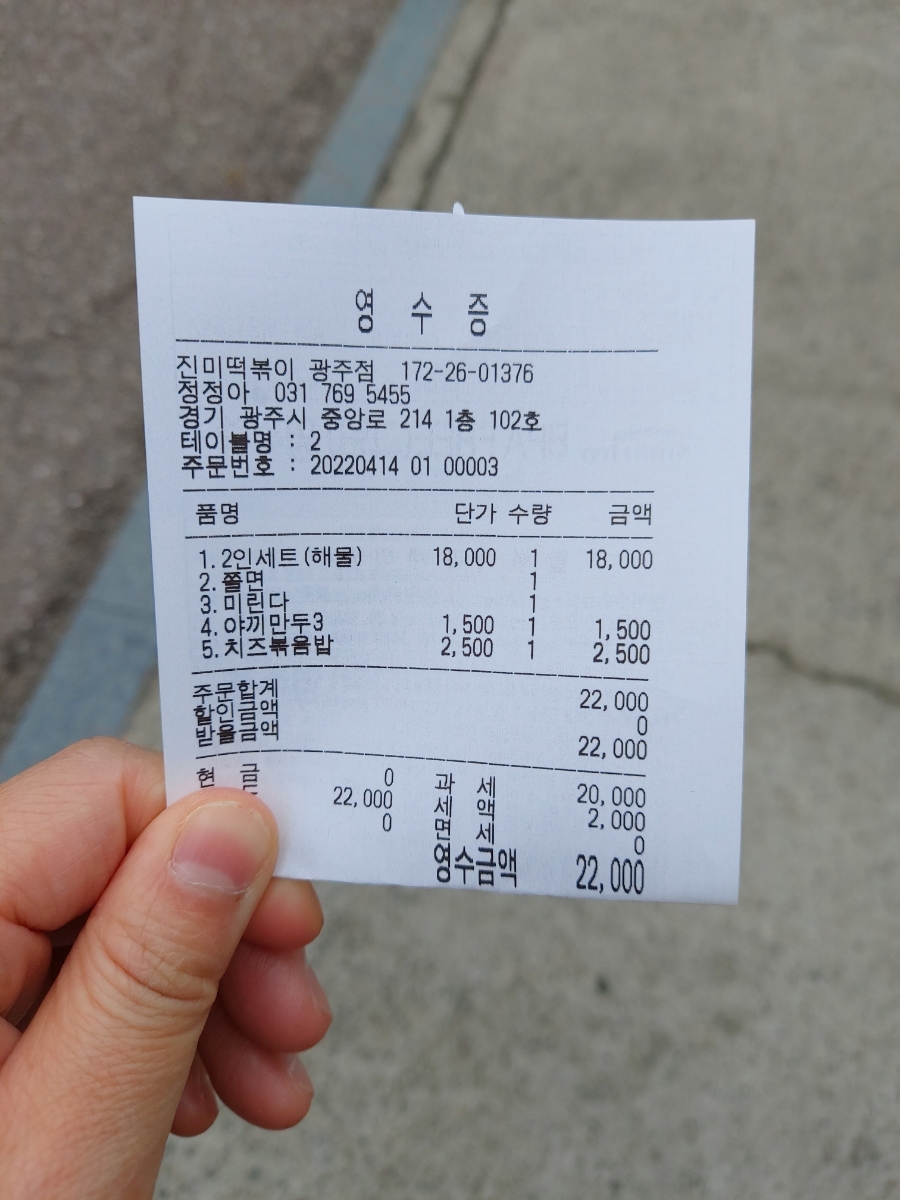 영 수 증
진미떡볶이 광주점 172-26-01376
정정아 031 769 5455
경기 광주시 중앙로 214 1층 102호
테이블명 : 2
주문번호 : 20220414 01 00003
품명 단가 수량 금액
1. 2인세트(해물) 18,000 1 18,000
2. 쫄면 1
3. 미린다 1
4. 야끼만두3 1,500 1 1,500
5. 치즈볶음밥 2,500 1 2,500
주문합계 22,000
할인금액 0
받을금액 22,000
현 금 0 과 세 20,000
22,000 세 액 2,000
0 면 세 0
영수금액 22,000